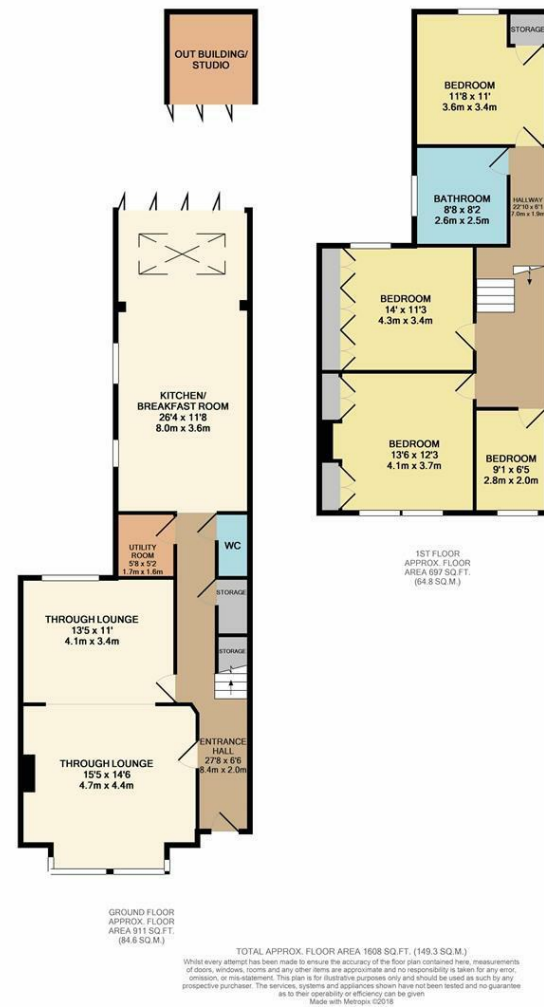 OUT BUILDING/
STUDIO
KITCHEN/
BREAKFAST ROOM
26'4 x 11'8
8.0m x 3.6m
UTILITY
ROOM
5'8 x 5'2
1.7m x 1.6m
WC
STORAGE
STORAGE
THROUGH LOUNGE
13'5 x 11'
4.1m x 3.4m
THROUGH LOUNGE
15'5 x 14'6
4.7m x 4.4m
ENTRANCE
HALL
27'8 x 6'6
8.4m x 2.0m
GROUND FLOOR
APPROX. FLOOR
AREA 911 SQ.FT.
(84.6 SQ.M.)
STORAGE
BEDROOM
11'8 x 11'
3.6m x 3.4m
BATHROOM
8'8 x 8'2
2.6m x 2.5m
HALLWAY
22'10 x 6'1
7.0m x 1.9m
BEDROOM
14' x 11'3
4.3m x 3.4m
BEDROOM
13'6 x 12'3
4.1m x 3.7m
BEDROOM
9'1 x 6'5
2.8m x 2.0m
1ST FLOOR
APPROX. FLOOR
AREA 697 SQ.FT.
(64.8 SQ.M.)
TOTAL APPROX. FLOOR AREA 1608 SQ.FT. (149.3 SQ.M.)
Whilst every attempt has been made to ensure the accuracy of the floor plan contained here, measurements
of doors, windows, rooms and any other items are approximate and no responsibility is taken for any error,
omission, or mis-statement. This plan is for illustrative purposes only and should be used as such by any
prospective purchaser. The services, systems and appliances shown have not been tested and no guarantee
as to their operability or efficiency can be given
Made with Metropix ©2018